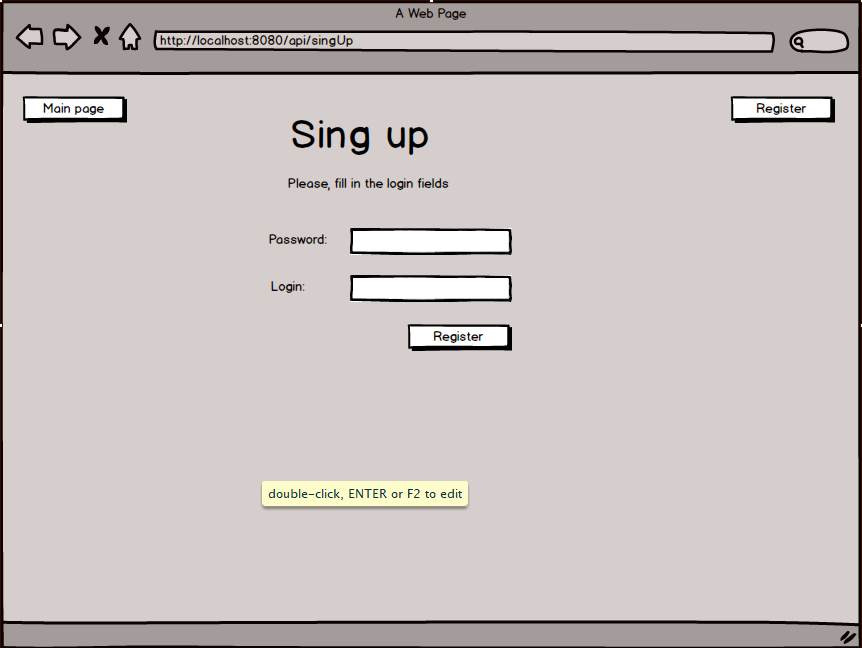 A Web Page
http://localhost:8080/api/singUp
Main page
Register
Sing up
Please, fill in the login fields
Password:
Login:
Register
double-click, ENTER or F2 to edit